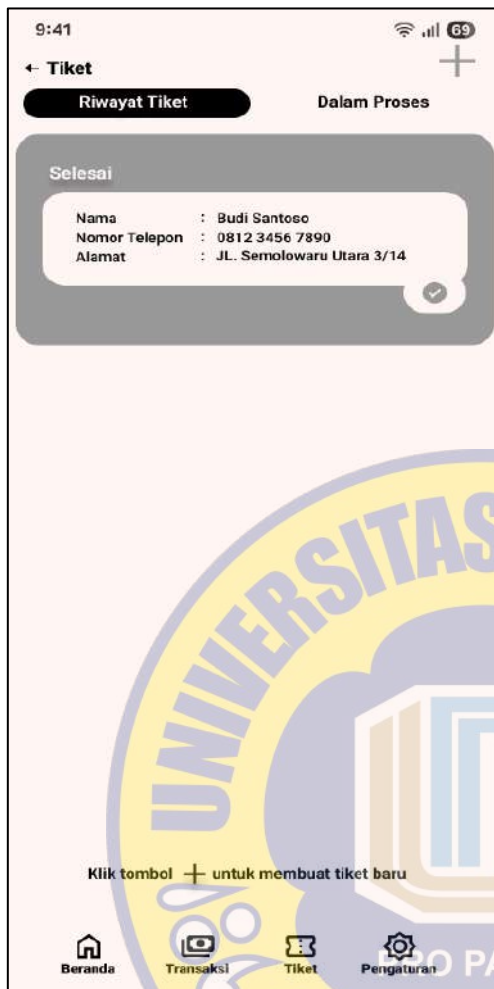 9:41
69
← Tiket
Riwayat Tiket
Dalam Proses
Selesai
Nama : Budi Santoso
Nomor Telepon : 0812 3456 7890
Alamat : JL. Semolowaru Utara 3/14
UNIVERSITAS
Klik tombol + untuk membuat tiket baru
Beranda
Transaksi
Tiket
Pengaturan
PRO PA